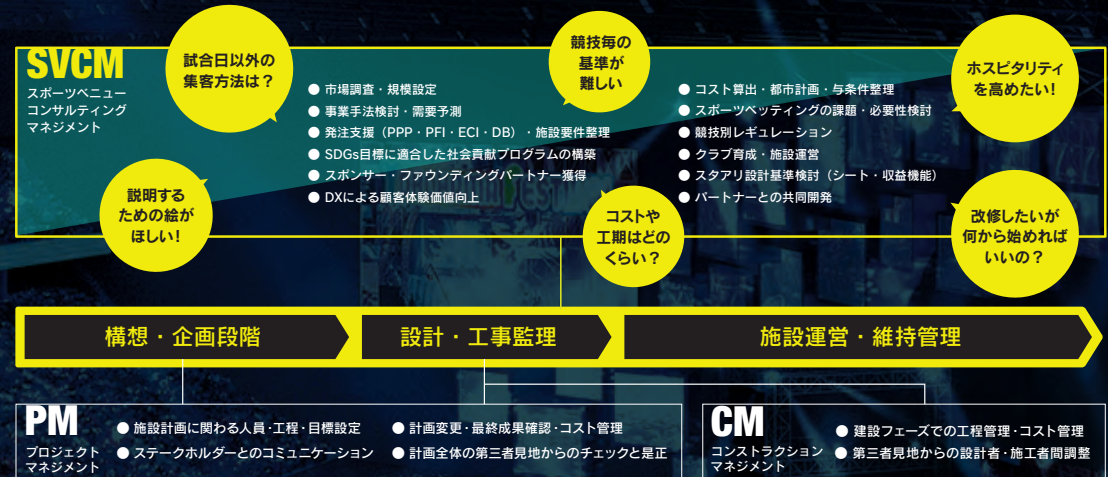 SVCM
スポーツベニュー
コンサルティング
マネジメント
試合日以外の
集客方法は？
競技毎の
基準が
難しい
ホスピタリティ
を高めたい！
● 市場調査・規模設定
● 事業手法検討・需要予測
● 発注支援（PPP・PFI・ECI・DB）・施設要件整理
● SDGs目標に適合した社会貢献プログラムの構築
● スポンサー・ファウンディングパートナー獲得
● DXによる顧客体験価値向上
● コスト算出・都市計画・与条件整理
● スポーツベッティングの課題・必要性検討
● 競技別レギュレーション
● クラブ育成・施設運営
● スタアリ設計基準検討（シート・収益機能）
● パートナーとの共同開発
説明する
ための絵が
ほしい！
コストや
工期はどの
くらい？
改修したいが
何から始めれば
いいの？
構想・企画段階
設計・工事監理
施設運営・維持管理
PM
プロジェクト
マネジメント
● 施設計画に関わる人員・工程・目標設定
● ステークホルダーとのコミュニケーション
● 計画変更・最終成果確認・コスト管理
● 計画全体の第三者見地からのチェックと是正
CM
コンストラクション
マネジメント
● 建設フェーズでの工程管理・コスト管理
● 第三者見地からの設計者・施工者間調整